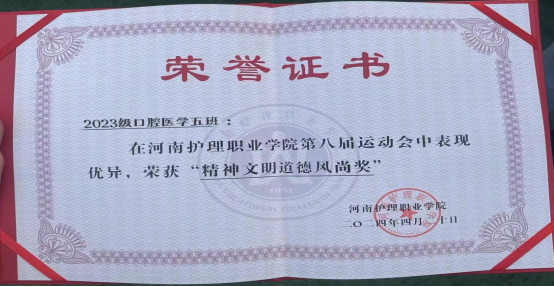 荣誉证书
2023级口腔医学五班：
在河南护理职业学院第八届运动会中表现
优异，荣获“精神文明道德风尚奖”
河南护理职业学院
二〇二四年四月 十日